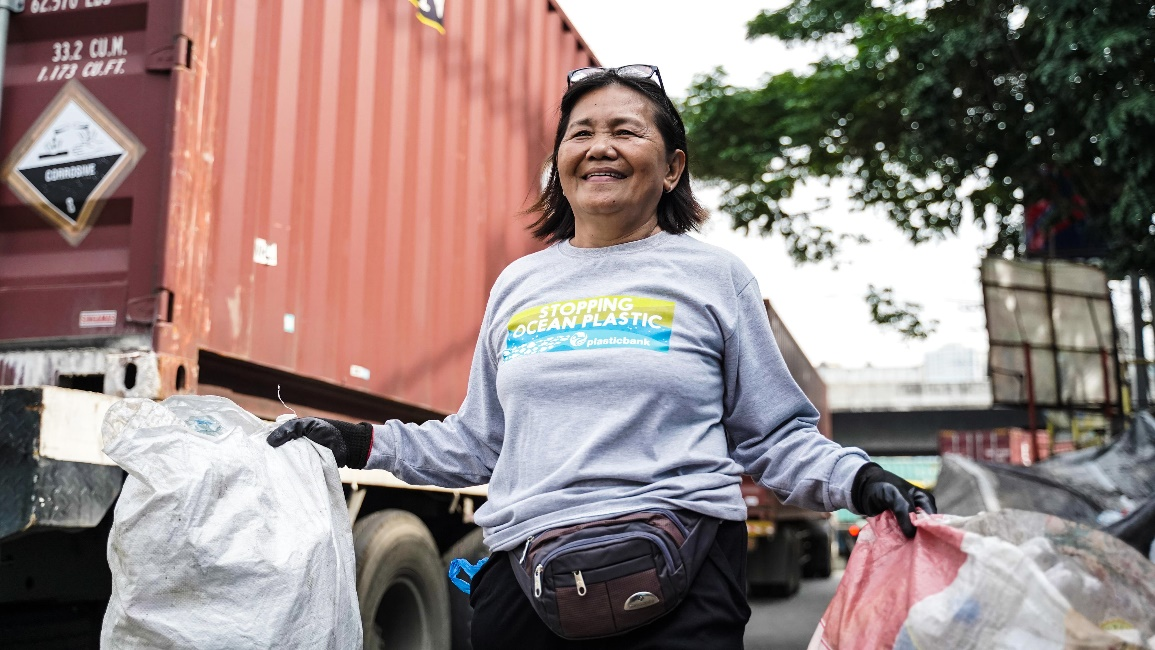 33.2 CU.M.
1.173 CU.FT.
CORROSIVE
8
STOPPING
OCEAN PLASTIC
plasticbank